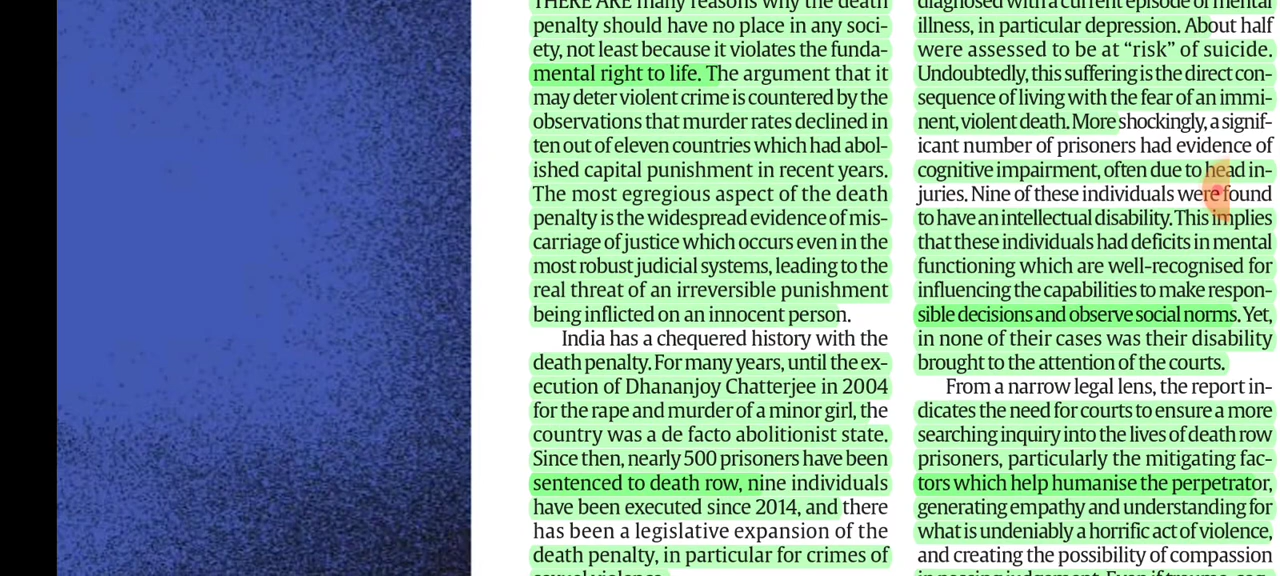 THERE ARE many reasons why the death
penalty should have no place in any soci-
ety, not least because it violates the funda-
mental right to life. The argument that it
may deter violent crime is countered by the
observations that murder rates declined in
ten out of eleven countries which had abol-
ished capital punishment in recent years.
The most egregious aspect of the death
penalty is the widespread evidence of mis-
carriage of justice which occurs even in the
most robust judicial systems, leading to the
real threat of an irreversible punishment
being inflicted on an innocent person.
India has a chequered history with the
death penalty. For many years, until the ex-
ecution of Dhananjoy Chatterjee in 2004
for the rape and murder of a minor girl, the
country was a de facto abolitionist state.
Since then, nearly 500 prisoners have been
sentenced to death row, nine individuals
have been executed since 2014, and there
has been a legislative expansion of the
death penalty, in particular for crimes of
sexual violence.
diagnosed with a current episode of mental
illness, in particular depression. About half
were assessed to be at “risk” of suicide.
Undoubtedly, this suffering is the direct con-
sequence of living with the fear of an immi-
nent, violent death. More shockingly, a signif-
icant number of prisoners had evidence of
cognitive impairment, often due to head in-
juries. Nine of these individuals were found
to have an intellectual disability. This implies
that these individuals had deficits in mental
functioning which are well-recognised for
influencing the capabilities to make respon-
sible decisions and observe social norms. Yet,
in none of their cases was their disability
brought to the attention of the courts.
From a narrow legal lens, the report in-
dicates the need for courts to ensure a more
searching inquiry into the lives of death row
prisoners, particularly the mitigating fac-
tors which help humanise the perpetrator,
generating empathy and understanding for
what is undeniably a horrific act of violence,
and creating the possibility of compassion
in passing judgement. Even if trauma, cog-